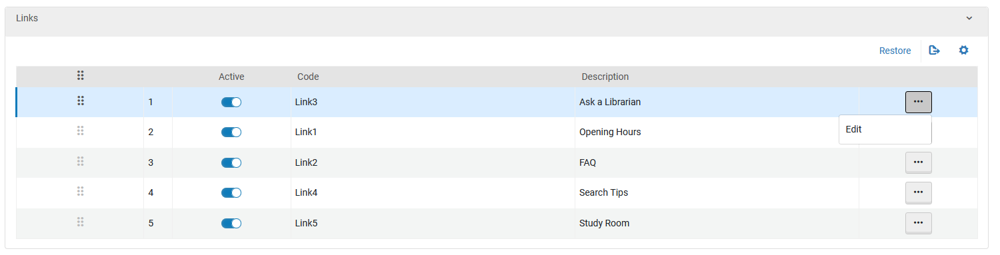 Links
Restore
Active Code Description
1 Link3 Ask a Librarian
2 Link1 Opening Hours
Edit
3 Link2 FAQ
4 Link4 Search Tips
5 Link5 Study Room